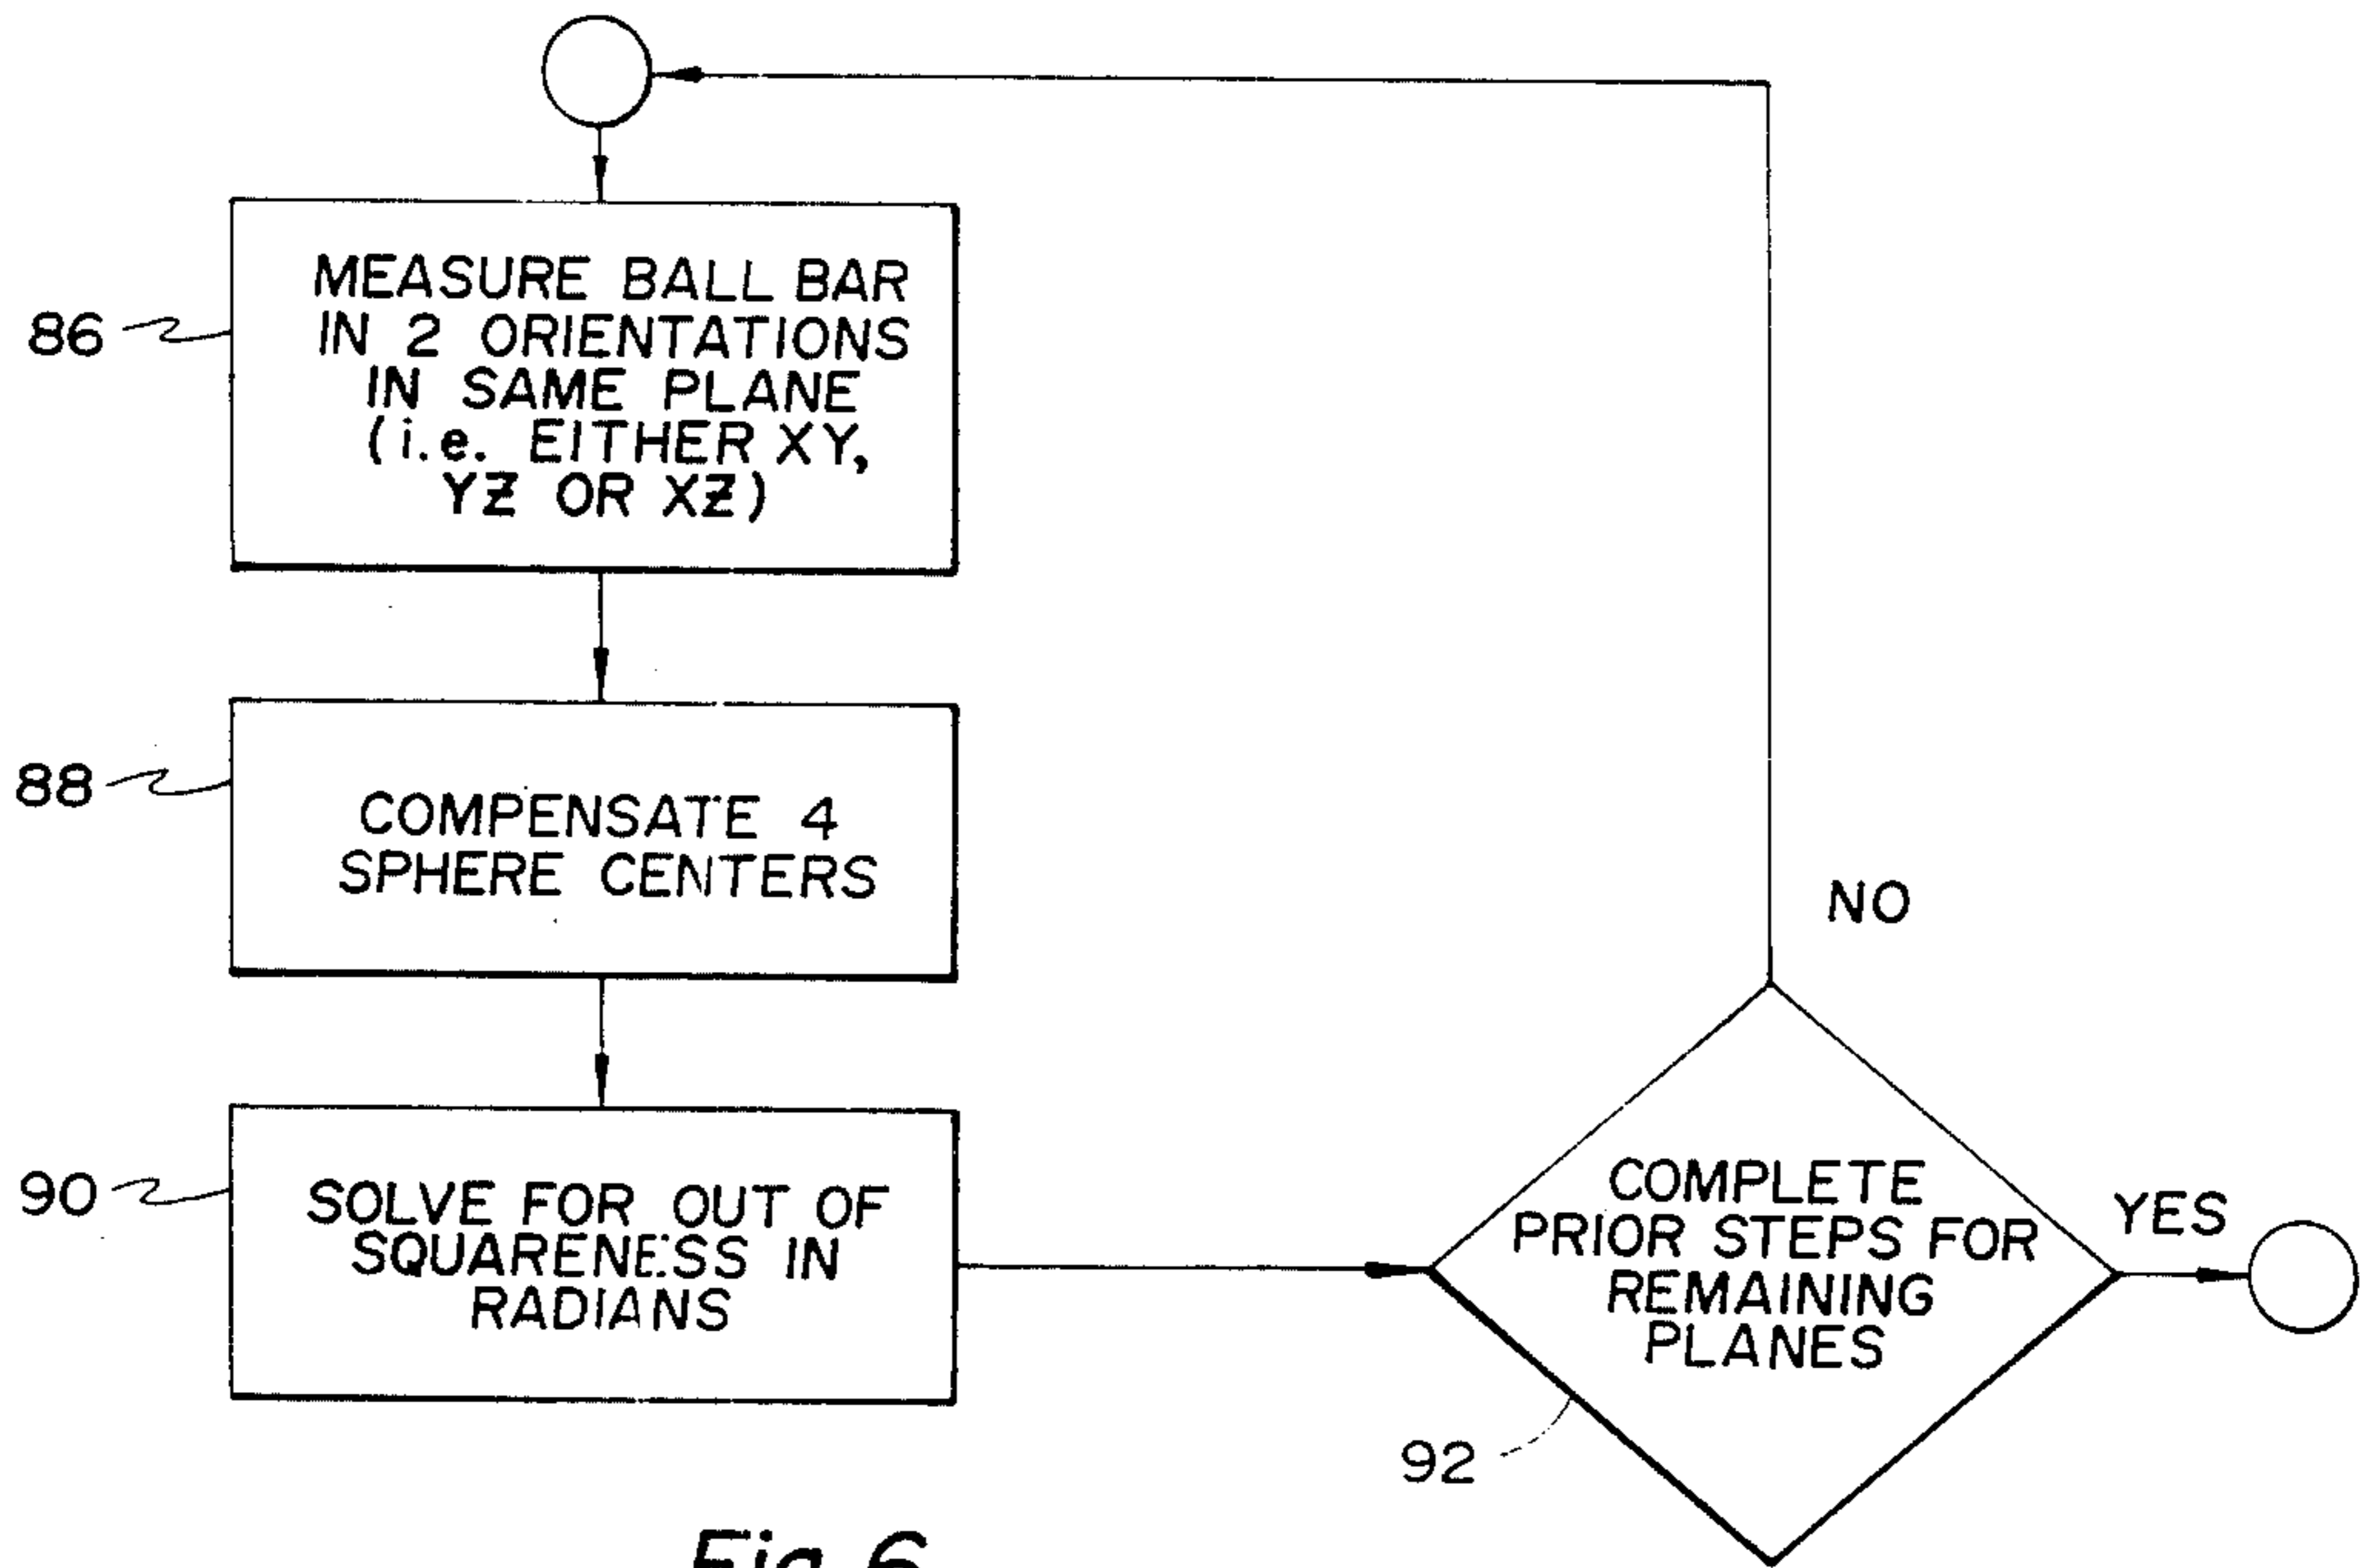 86
MEASURE BALL BAR
IN 2 ORIENTATIONS
IN SAME PLANE
(i.e. EITHER XY,
YZ OR XZ)
88
COMPENSATE 4
SPHERE CENTERS
NO
90
SOLVE FOR OUT OF
SQUARENESS IN
RADIANS
COMPLETE
PRIOR STEPS FOR
REMAINING
PLANES
YES
92
Fig. 6